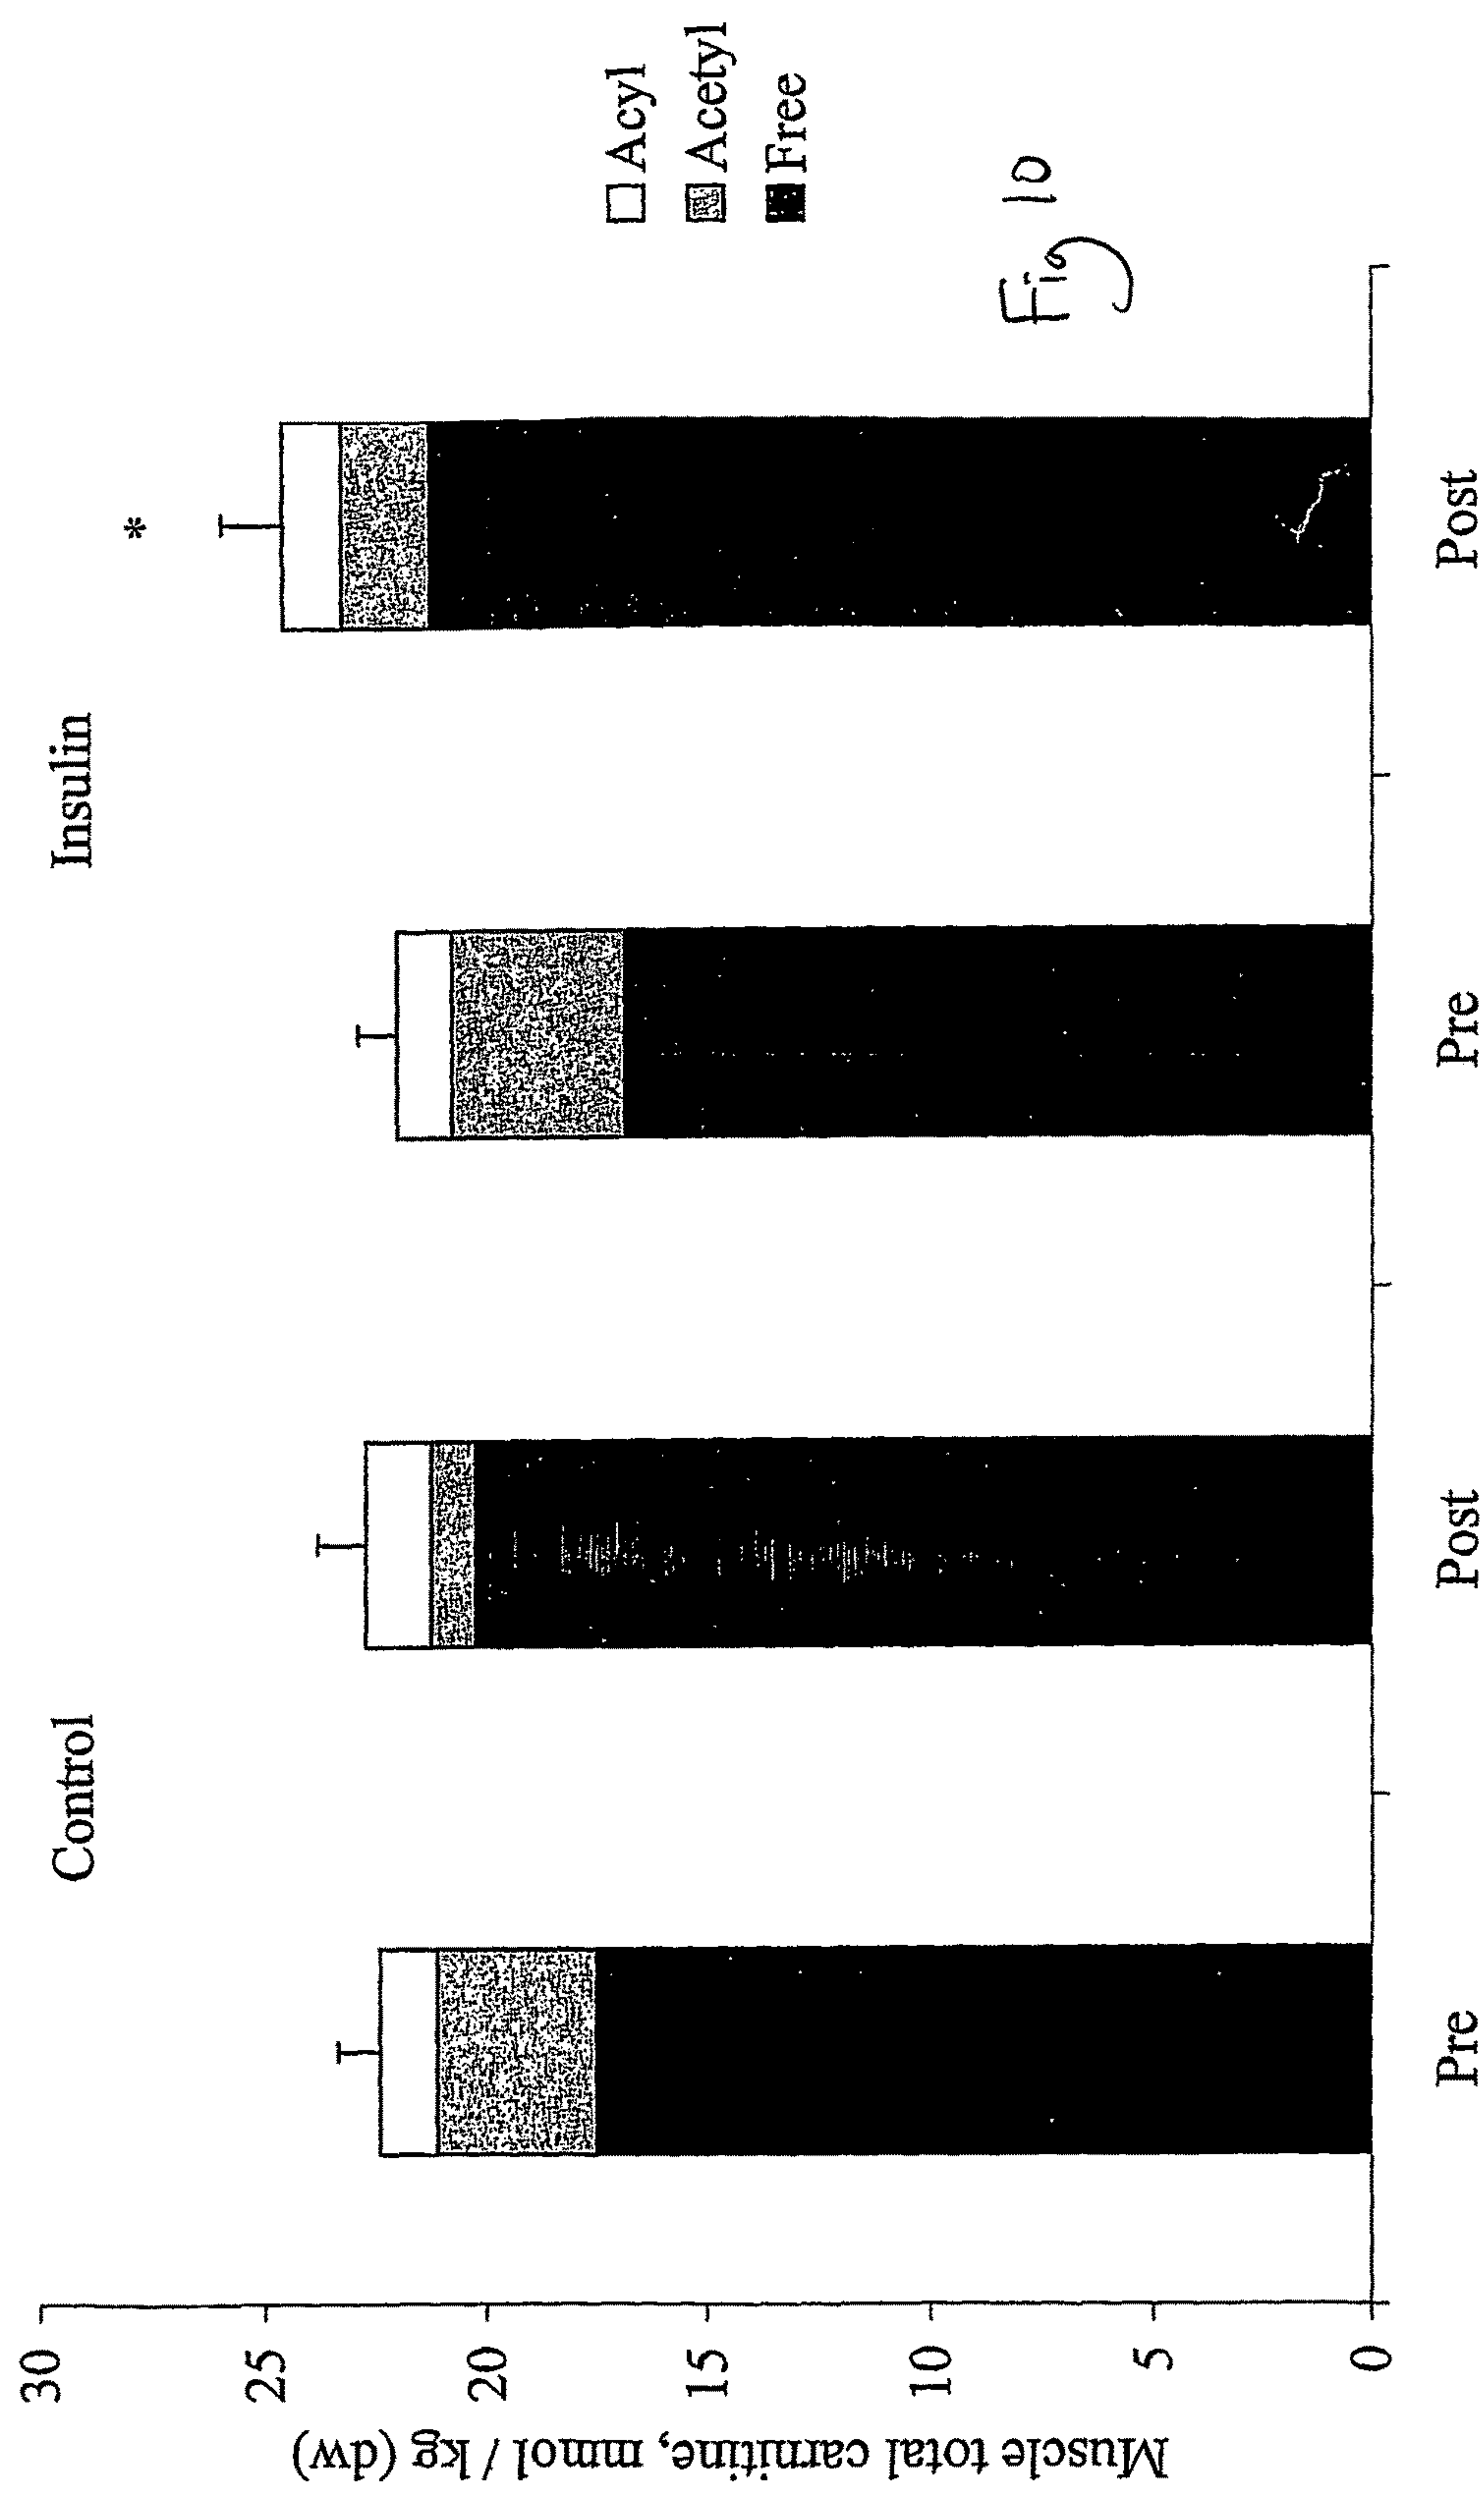 Control
Insulin
*
Acyl
Acetyl
Free
Fig 10
Muscle total carnitine, mmol / kg (dw)
30
25
20
15
10
5
0
Pre
Post
Pre
Post